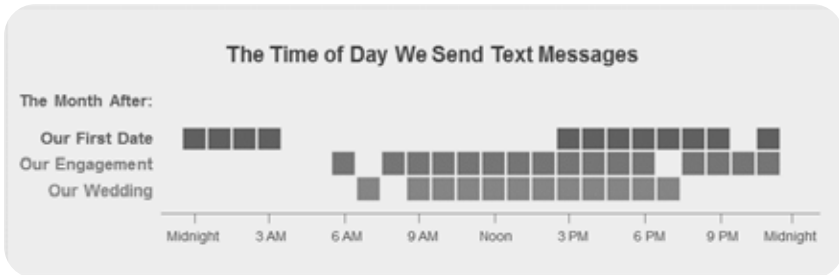 The Time of Day We Send Text Messages
The Month After:
Our First Date
Our Engagement
Our Wedding
Midnight 3 AM 6 AM 9 AM Noon 3 PM 6 PM 9 PM Midnight